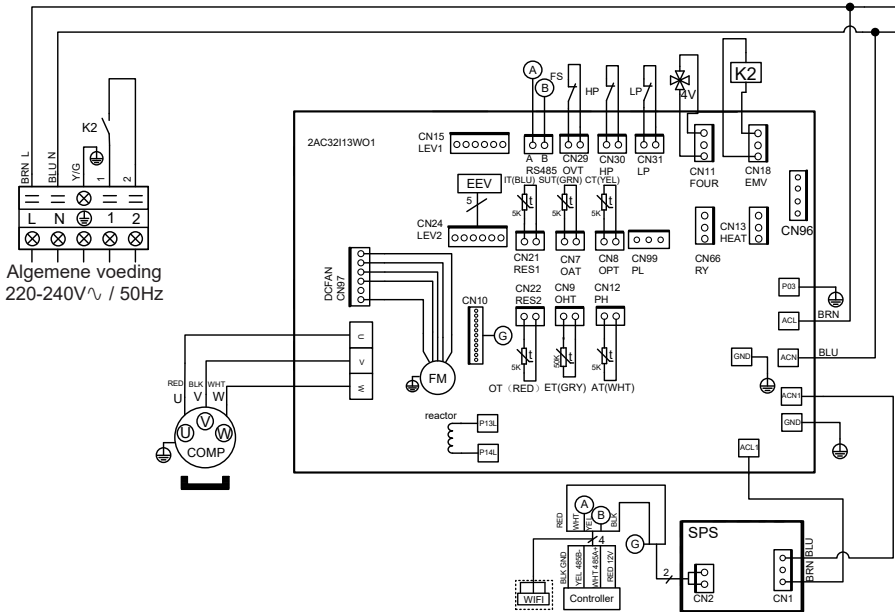 K2
BRN L
BLU N
Y/G
1
2
L N 1 2
Algemene voeding
220-240V∿ / 50Hz
2AC32I13WO1
CN15
LEV1
A
B
FS
HP
LP
4V
K2
A B
RS485
CN29
OVT
CN30
HP
CN31
LP
CN11
FOUR
CN18
EMV
EEV
5
CN24
LEV2
IT(BLU) SUT(GRN) CT(YEL)
t
5K
t
5K
t
5K
CN21
RES1
CN7
OAT
CN8
OPT
CN99
PL
CN66
RY
CN13
HEAT
CN96
DCFAN
CN97
CN10
G
CN22
RES2
CN9
OHT
CN12
PH
t
5K
t
50K
t
5K
OT (RED) ET(GRY) AT(WHT)
FM
U
V
W
RED
BLK
WHT
U V W
U
V
W
COMP
reactor
P13L
P14L
P03
ACL
BRN
GND
ACN
BLU
ACN1
GND
ACL1
RED
WHT
YEL
BLK
A
B
4
G
WIFI
BLK GND
YEL 485B-
WHT 485A+
RED 12V
Controller
2
SPS
CN2
CN1
BLU
BRN